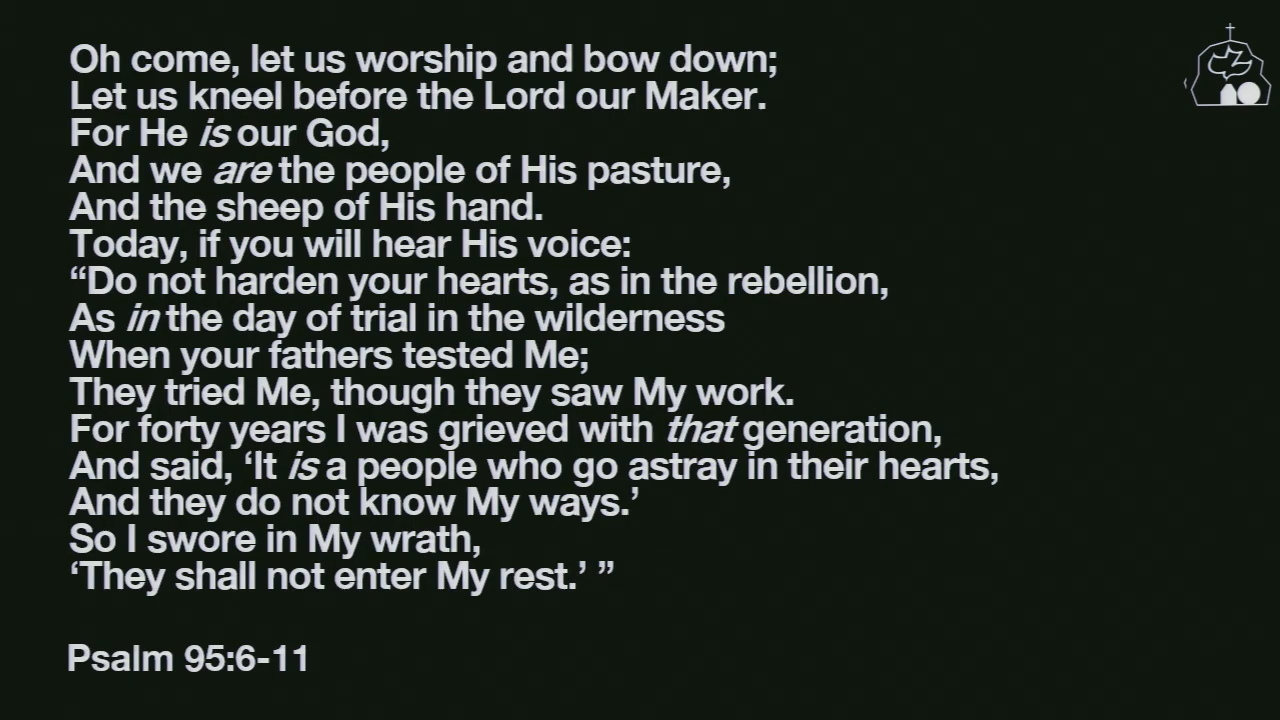 Oh come, let us worship and bow down;
Let us kneel before the Lord our Maker.
For He is our God,
And we are the people of His pasture,
And the sheep of His hand.
Today, if you will hear His voice:
“Do not harden your hearts, as in the rebellion,
As in the day of trial in the wilderness
When your fathers tested Me;
They tried Me, though they saw My work.
For forty years I was grieved with that generation,
And said, ‘It is a people who go astray in their hearts,
And they do not know My ways.’
So I swore in My wrath,
‘They shall not enter My rest.’ ”
Psalm 95:6-11